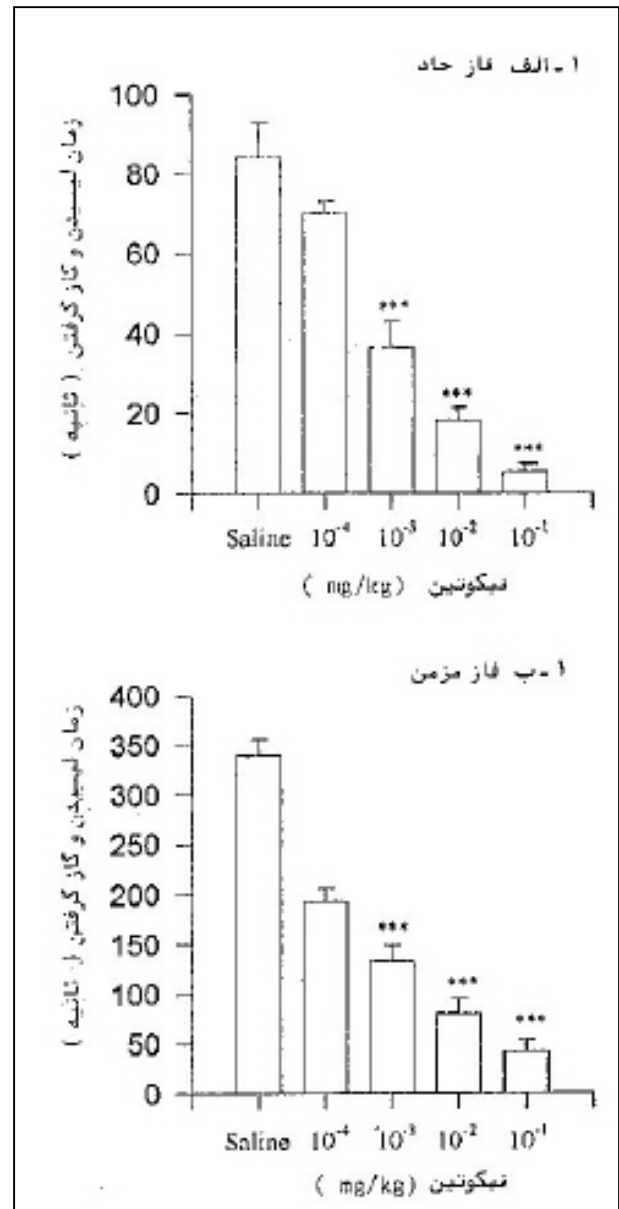 ۱-الف فاز حاد
زمان لیسیدن و گاز گرفتن ( ثانیه )
100
80
60
40
20
0
***
***
***
Saline 10⁻⁴ 10⁻³ 10⁻² 10⁻¹
نیکوتین (mg/kg )
۱-ب فاز مزمن
زمان لیسیدن و گاز گرفتن ( ثانیه )
400
350
300
250
200
150
100
50
0
***
***
***
Saline 10⁻⁴ 10⁻³ 10⁻² 10⁻¹
نیکوتین (mg/kg )